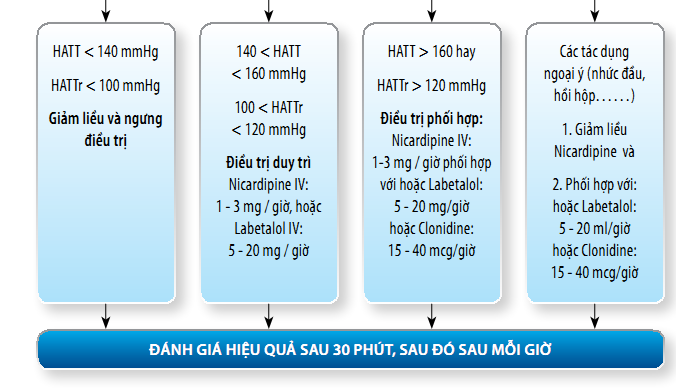 HATT < 140 mmHg
HATTr < 100 mmHg
Giảm liều và ngưng
điều trị
140 < HATT
< 160 mmHg
100 < HATTr
< 120 mmHg
Điều trị duy trì
Nicardipine IV:
1 - 3 mg / giờ, hoặc
Labetalol IV:
5 - 20 mg / giờ
HATT > 160 hay
HATTr > 120 mmHg
Điều trị phối hợp:
Nicardipine IV:
1-3 mg / giờ phối hợp
với hoặc Labetalol:
5 - 20 mg/giờ
hoặc Clonidine:
15 - 40 mcg/giờ
Các tác dụng
ngoại ý (nhức đầu,
hồi hộp……)
1. Giảm liều
Nicardipine và
2. Phối hợp với:
hoặc Labetalol:
5 - 20 ml/giờ
hoặc Clonidine:
15 - 40 mcg/giờ
ĐÁNH GIÁ HIỆU QUẢ SAU 30 PHÚT, SAU ĐÓ SAU MỖI GIỜ